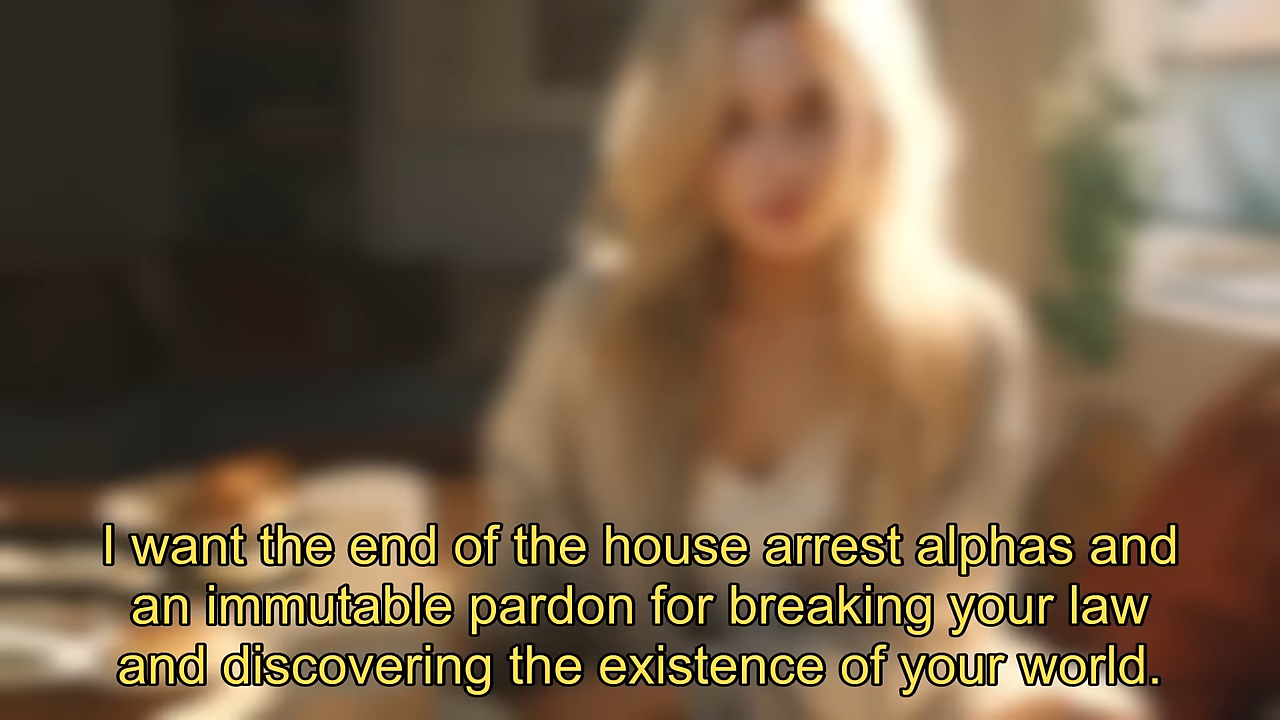 I want the end of the house arrest alphas and
an immutable pardon for breaking your law
and discovering the existence of your world.